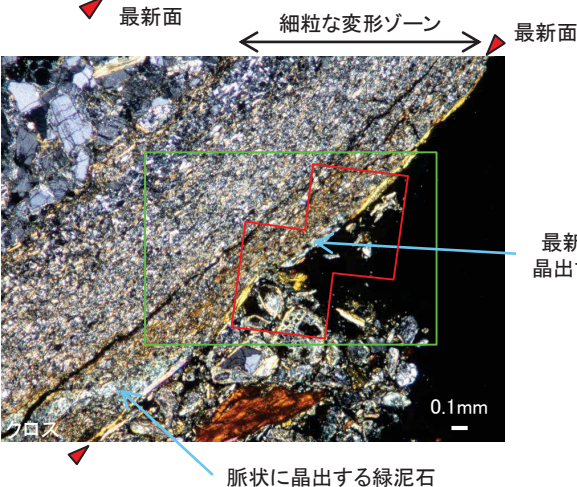 最新面
細粒な変形ゾーン
最新面
最新
晶出
0.1mm
クロス
脈状に晶出する緑泥石